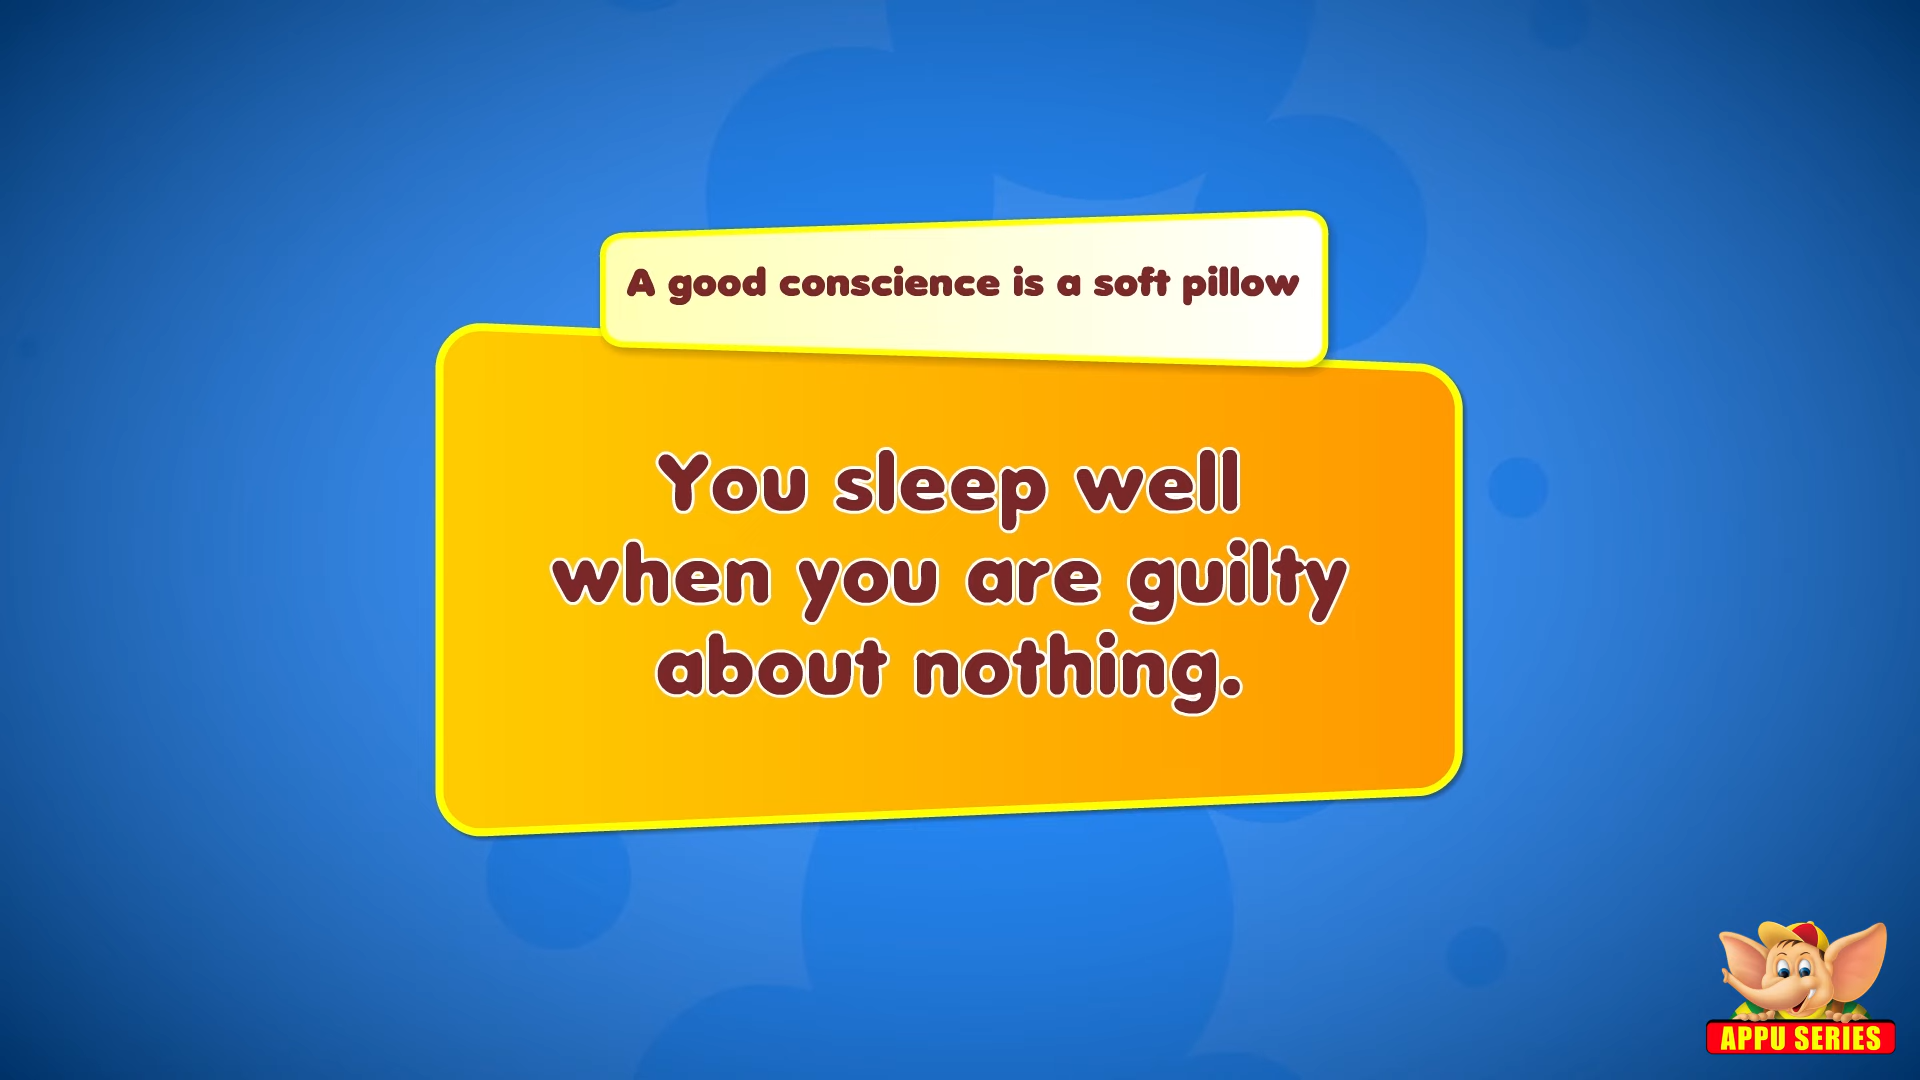 A good conscience is a soft pillow
You sleep well
when you are guilty
about nothing.
APPU SERIES